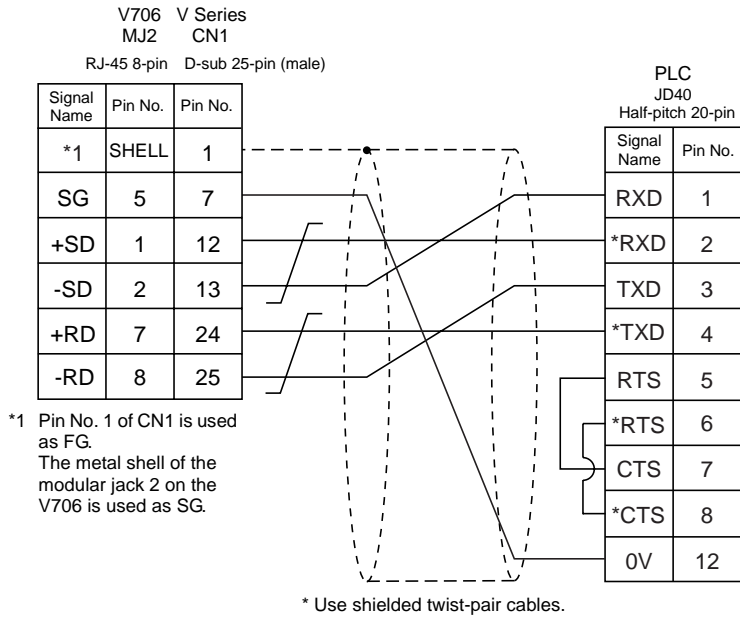 V706 V Series
MJ2 CN1
RJ-45 8-pin D-sub 25-pin (male)
Signal Name Pin No. Pin No.
*1 SHELL 1
SG 5 7
+SD 1 12
-SD 2 13
+RD 7 24
-RD 8 25
*1 Pin No. 1 of CN1 is used
as FG.
The metal shell of the
modular jack 2 on the
V706 is used as SG.
PLC
JD40
Half-pitch 20-pin
Signal Name Pin No.
RXD 1
*RXD 2
TXD 3
*TXD 4
RTS 5
*RTS 6
CTS 7
*CTS 8
0V 12
* Use shielded twist-pair cables.